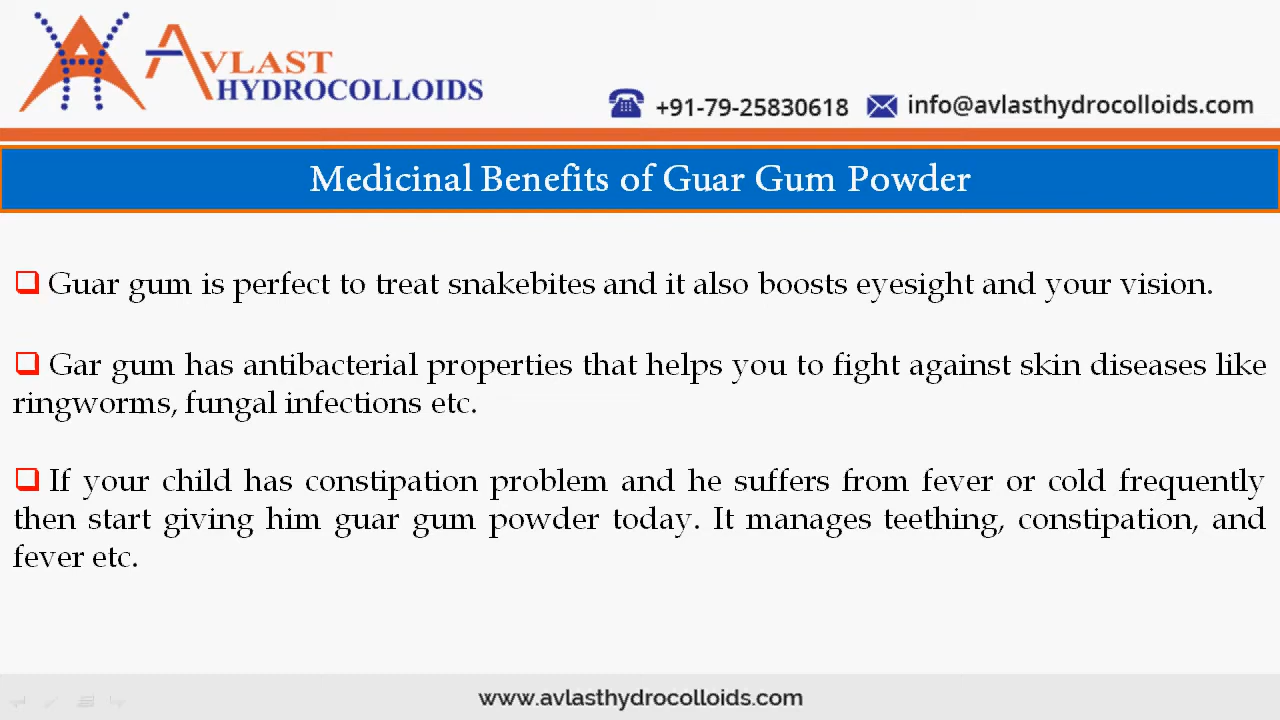 AVLAST
HYDROCOLLOIDS
+91-79-25830618 info@avlasthydrocolloids.com
Medicinal Benefits of Guar Gum Powder
Guar gum is perfect to treat snakebites and it also boosts eyesight and your vision.
Gar gum has antibacterial properties that helps you to fight against skin diseases like
ringworms, fungal infections etc.
If your child has constipation problem and he suffers from fever or cold frequently
then start giving him guar gum powder today. It manages teething, constipation, and
fever etc.
www.avlasthydrocolloids.com